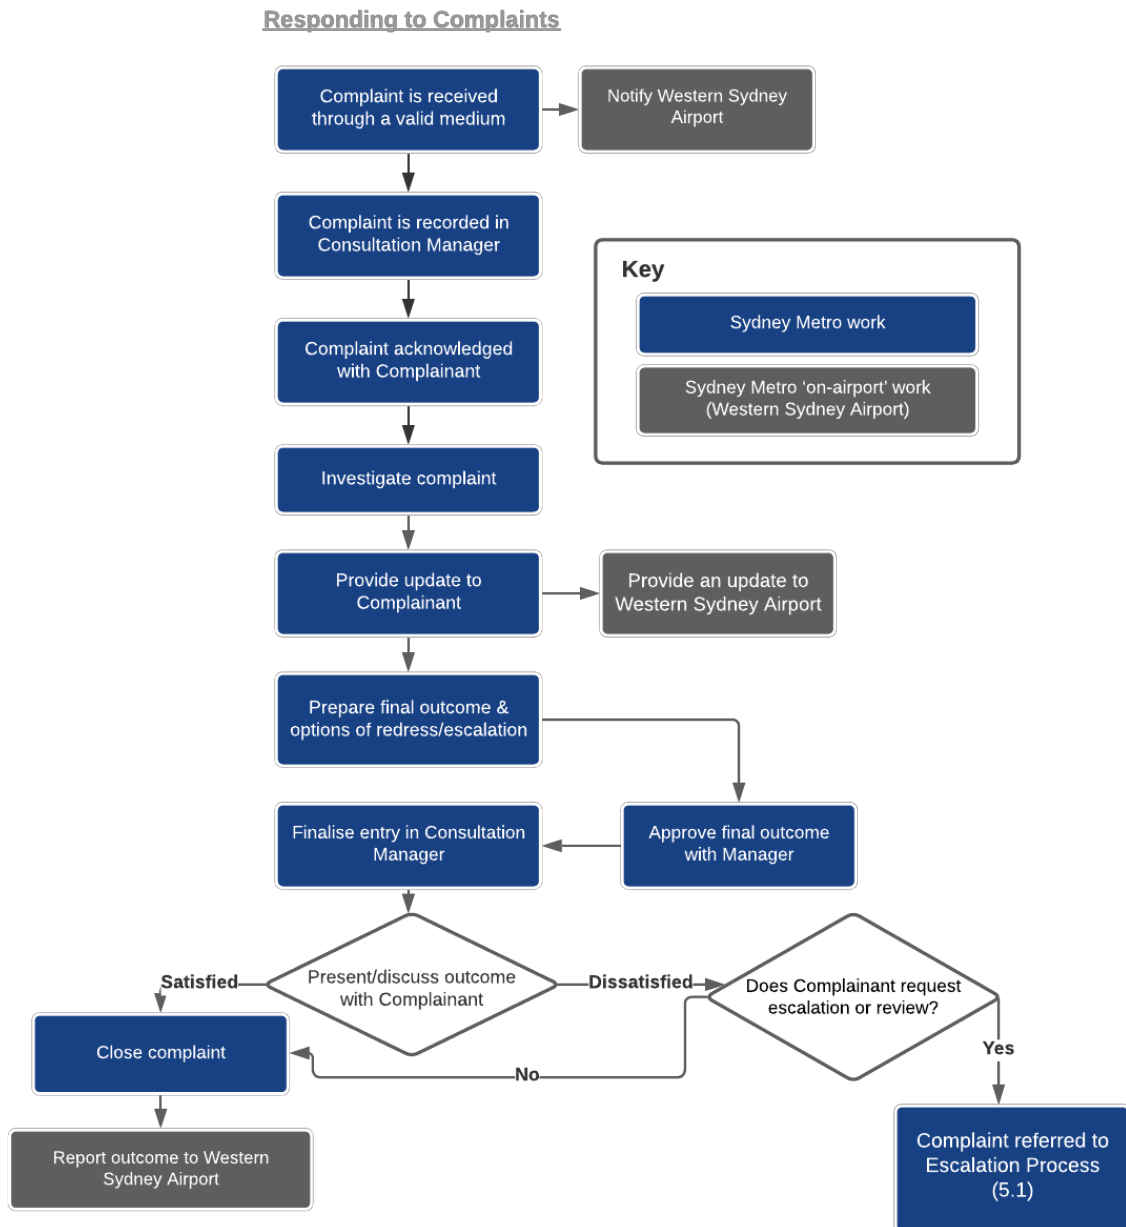 Responding to Complaints
Complaint is received
through a valid medium
Notify Western Sydney
Airport
Complaint is recorded in
Consultation Manager
Key
Sydney Metro work
Sydney Metro ‘on-airport’ work
(Western Sydney Airport)
Complaint acknowledged
with Complainant
Investigate complaint
Provide update to
Complainant
Provide an update to
Western Sydney Airport
Prepare final outcome &
options of redress/escalation
Approve final outcome
with Manager
Finalise entry in Consultation
Manager
Present/discuss outcome
with Complainant
Satisfied
Dissatisfied
Does Complainant request
escalation or review?
Close complaint
No
Yes
Report outcome to Western
Sydney Airport
Complaint referred to
Escalation Process
(5.1)